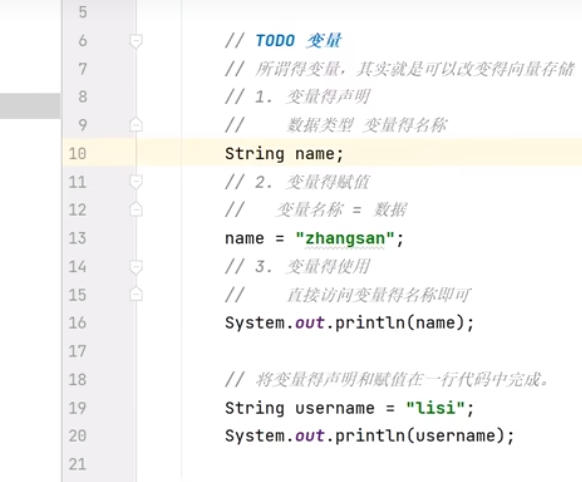 5
6 // TODO 变量
7 // 所谓得变量，其实就是可以改变得向量存储
8 // 1. 变量得声明
9 //    数据类型 变量得名称
10 String name;
11 // 2. 变量得赋值
12 //   变量名称 = 数据
13 name = "zhangsan";
14 // 3. 变量得使用
15 //    直接访问变量得名称即可
16 System.out.println(name);
17
18 // 将变量得声明和赋值在一行代码中完成。
19 String username = "lisi";
20 System.out.println(username);
21